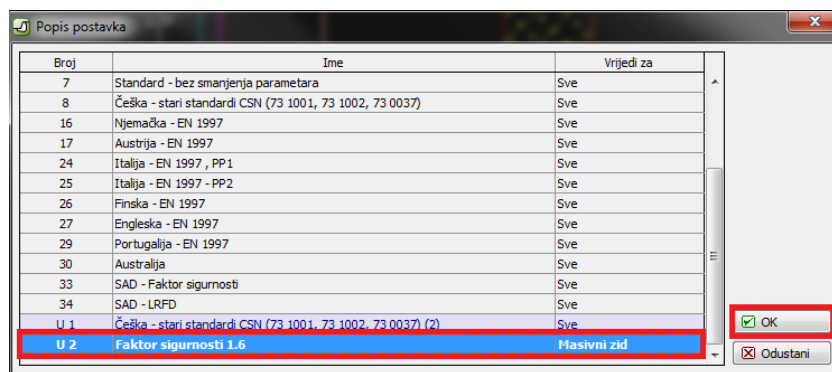 Popis postavka
Broj Ime Vrijedi za
7 Standard - bez smanjenja parametara Sve
8 Češka - stari standardi CSN (73 1001, 73 1002, 73 0037) Sve
16 Njemačka - EN 1997 Sve
17 Austrija - EN 1997 Sve
24 Italija - EN 1997 , PP1 Sve
25 Italija - EN 1997 - PP2 Sve
26 Finska - EN 1997 Sve
27 Engleska - EN 1997 Sve
29 Portugalija - EN 1997 Sve
30 Australija Sve
33 SAD - Faktor sigurnosti Sve
34 SAD - LRFD Sve
U 1 Češka - stari standardi CSN (73 1001, 73 1002, 73 0037) (2) Sve
U 2 Faktor sigurnosti 1.6 Masivni zid
OK
Odustani